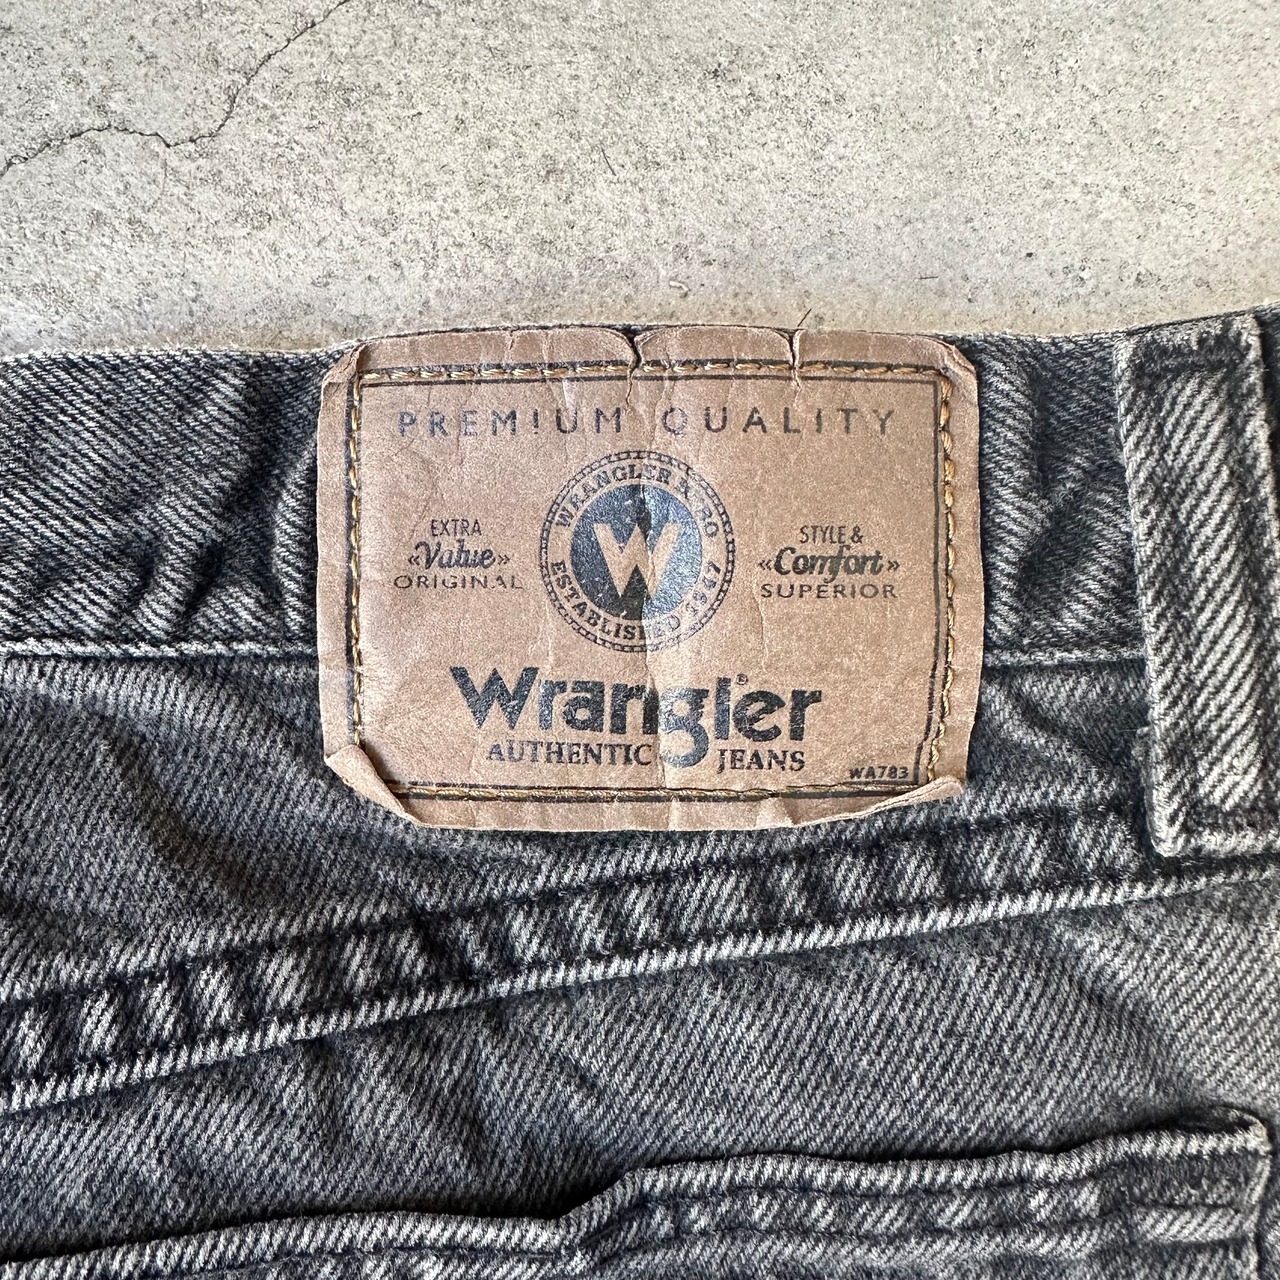 PREMIUM QUALITY
WRANGLER & CO
ESTABLISHED 1947
W
EXTRA
«Value»
ORIGINAL
STYLE &
«Comfort»
SUPERIOR
Wrangler®
AUTHENTIC JEANS
WA783